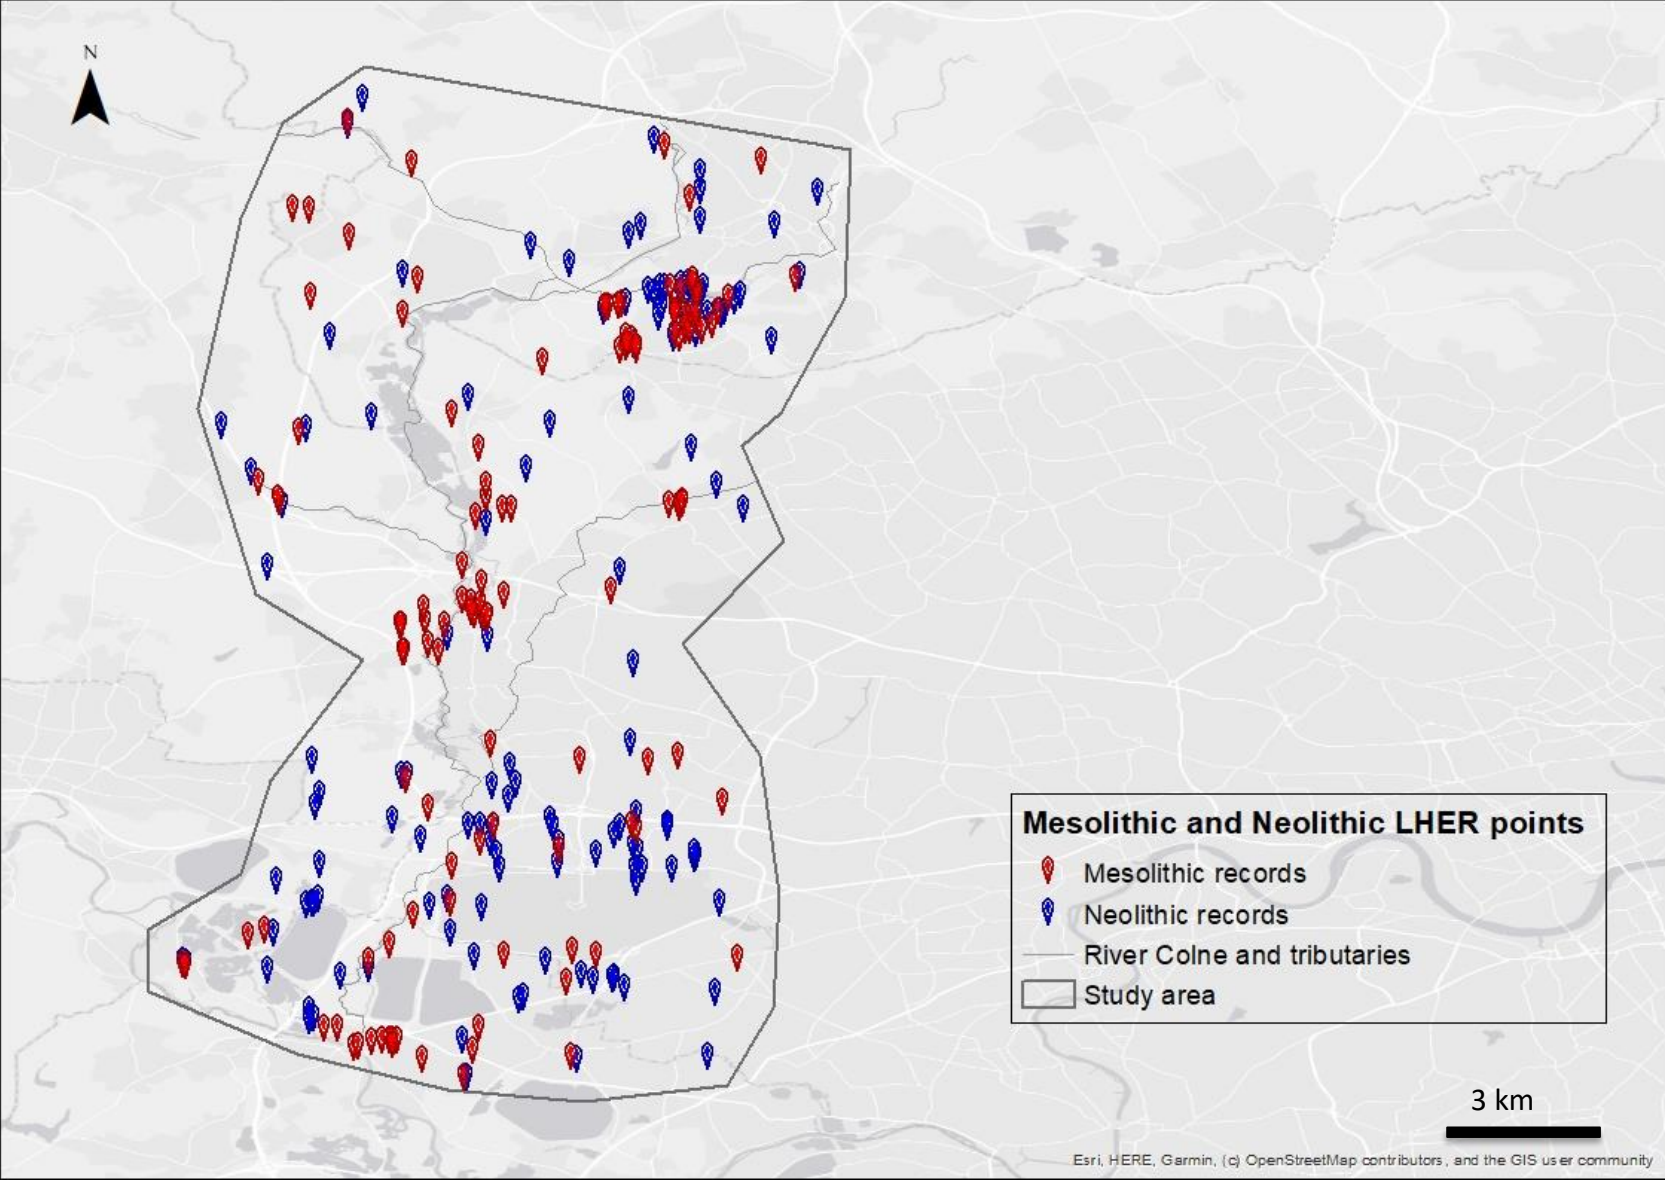 N
Mesolithic and Neolithic LHER points
Mesolithic records
Neolithic records
River Colne and tributaries
Study area
3 km
Esri, HERE, Garmin, (c) OpenStreetMap contributors, and the GIS user community